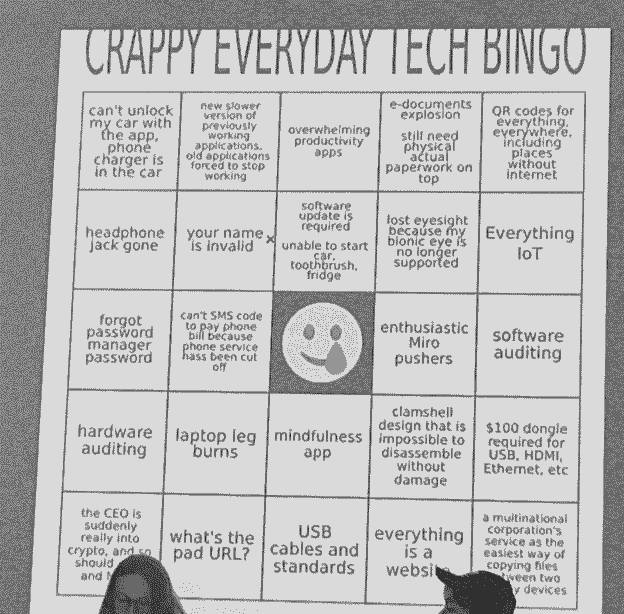 CRAPPY EVERYDAY TECH BINGO
can't unlock
my car with
the app,
phone
charger is
in the car
new slower
version of
previously
working
applications.
old applications
forced to stop
working
overwhelming
productivity
apps
e-documents
explosion
still need
physical
actual
paperwork on
top
QR codes for
everything,
everywhere,
including
places
without
internet
headphone
jack gone
your name
is invalid
x
software
update is
required
unable to start
car,
toothbrush,
fridge
lost eyesight
because my
bionic eye is
no longer
supported
Everything
IoT
forgot
password
manager
password
can't SMS code
to pay phone
bill because
phone service
hass been cut
off
enthusiastic
Miro
pushers
software
auditing
hardware
auditing
laptop leg
burns
mindfulness
app
clamshell
design that is
impossible to
disassemble
without
damage
$100 dongle
required for
USB, HDMI,
Ethernet, etc
the CEO is
suddenly
really into
crypto, and so
should
and
what's the
pad URL?
USB
cables and
standards
everything
is a
a multinational
corporation's
service as the
easiest way of
copying files
two
devices